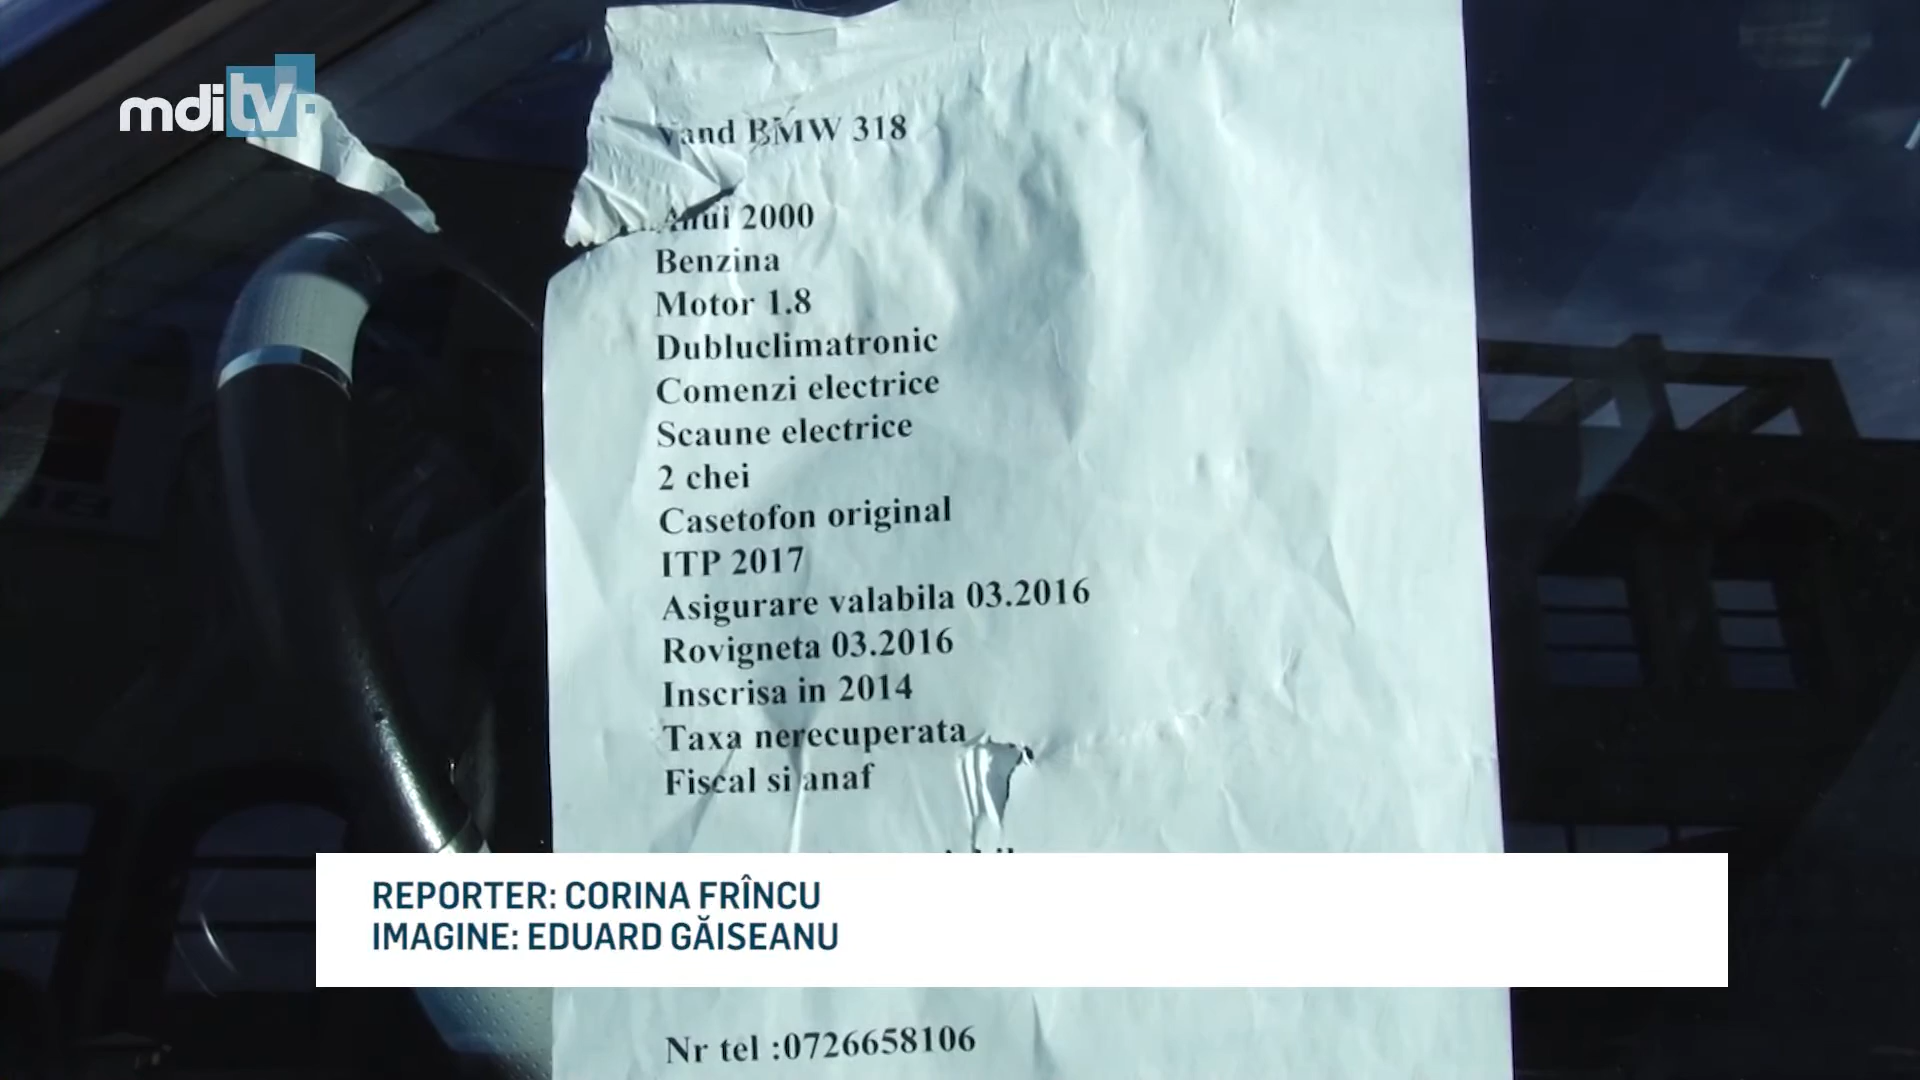 mditv.
Vand BMW 318
Anul 2000
Benzina
Motor 1.8
Dubluclimatronic
Comenzi electrice
Scaune electrice
2 chei
Casetofon original
ITP 2017
Asigurare valabila 03.2016
Rovigneta 03.2016
Inscrisa in 2014
Taxa nerecuperata
Fiscal si anaf
REPORTER: CORINA FRÎNCU
IMAGINE: EDUARD GĂISEANU
Nr tel :0726658106